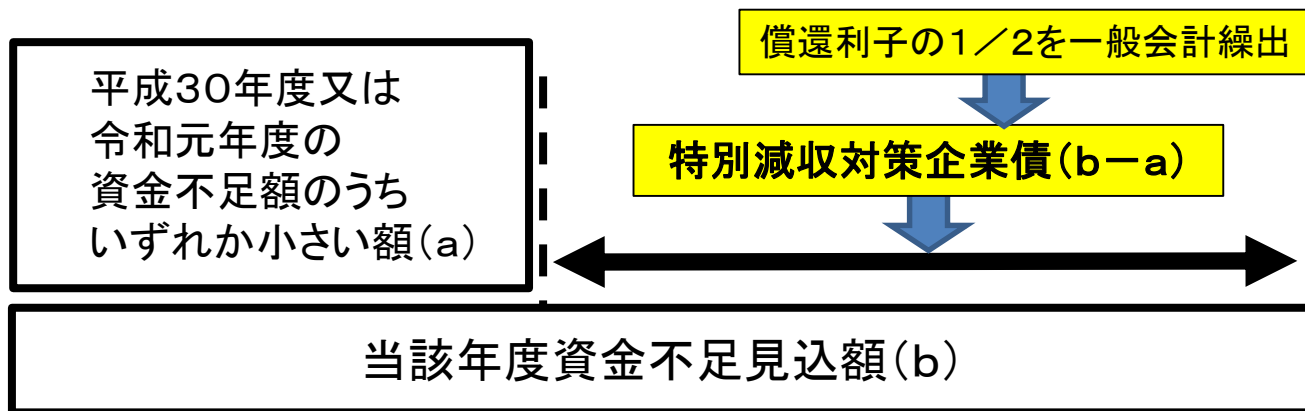 償還利子の1／2を一般会計繰出
平成30年度又は
令和元年度の
資金不足額のうち
いずれか小さい額(a)
特別減収対策企業債(b－a)
当該年度資金不足見込額(b)